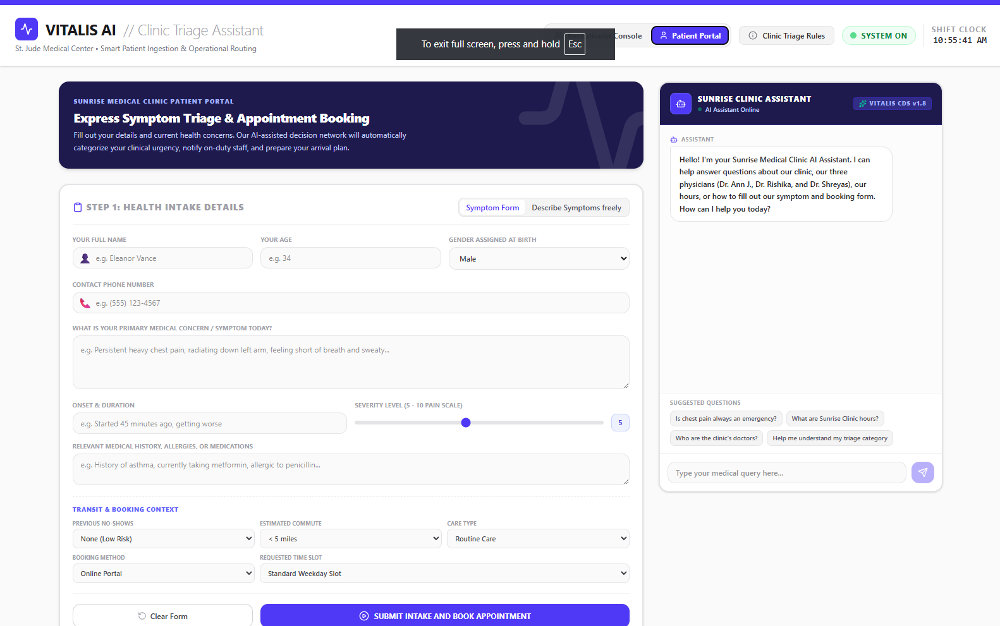 VITALIS AI // Clinic Triage Assistant
St. Jude Medical Center • Smart Patient Ingestion & Operational Routing
To exit full screen, press and hold Esc
Console
Patient Portal
Clinic Triage Rules
SYSTEM ON
SHIFT CLOCK
10:55:41 AM
SUNRISE MEDICAL CLINIC PATIENT PORTAL
Express Symptom Triage & Appointment Booking
Fill out your details and current health concerns. Our AI-assisted decision network will automatically
categorize your clinical urgency, notify on-duty staff, and prepare your arrival plan.
STEP 1: HEALTH INTAKE DETAILS
Symptom Form
Describe Symptoms freely
YOUR FULL NAME
YOUR AGE
GENDER ASSIGNED AT BIRTH
e.g. Eleanor Vance
e.g. 34
Male
CONTACT PHONE NUMBER
e.g. (555) 123-4567
WHAT IS YOUR PRIMARY MEDICAL CONCERN / SYMPTOM TODAY?
e.g. Persistent heavy chest pain, radiating down left arm, feeling short of breath and sweaty...
ONSET & DURATION
SEVERITY LEVEL (5 - 10 PAIN SCALE)
e.g. Started 45 minutes ago, getting worse
5
RELEVANT MEDICAL HISTORY, ALLERGIES, OR MEDICATIONS
e.g. History of asthma, currently taking metformin, allergic to penicillin...
TRANSIT & BOOKING CONTEXT
PREVIOUS NO-SHOWS
ESTIMATED COMMUTE
CARE TYPE
None (Low Risk)
< 5 miles
Routine Care
BOOKING METHOD
REQUESTED TIME SLOT
Online Portal
Standard Weekday Slot
Clear Form
SUBMIT INTAKE AND BOOK APPOINTMENT
SUNRISE CLINIC ASSISTANT
AI Assistant Online
VITALIS CDS v1.8
ASSISTANT
Hello! I'm your Sunrise Medical Clinic AI Assistant. I can
help answer questions about our clinic, our three
physicians (Dr. Ann J., Dr. Rishika, and Dr. Shreyas), our
hours, or how to fill out our symptom and booking form.
How can I help you today?
SUGGESTED QUESTIONS
Is chest pain always an emergency?
What are Sunrise Clinic hours?
Who are the clinic's doctors?
Help me understand my triage category
Type your medical query here...